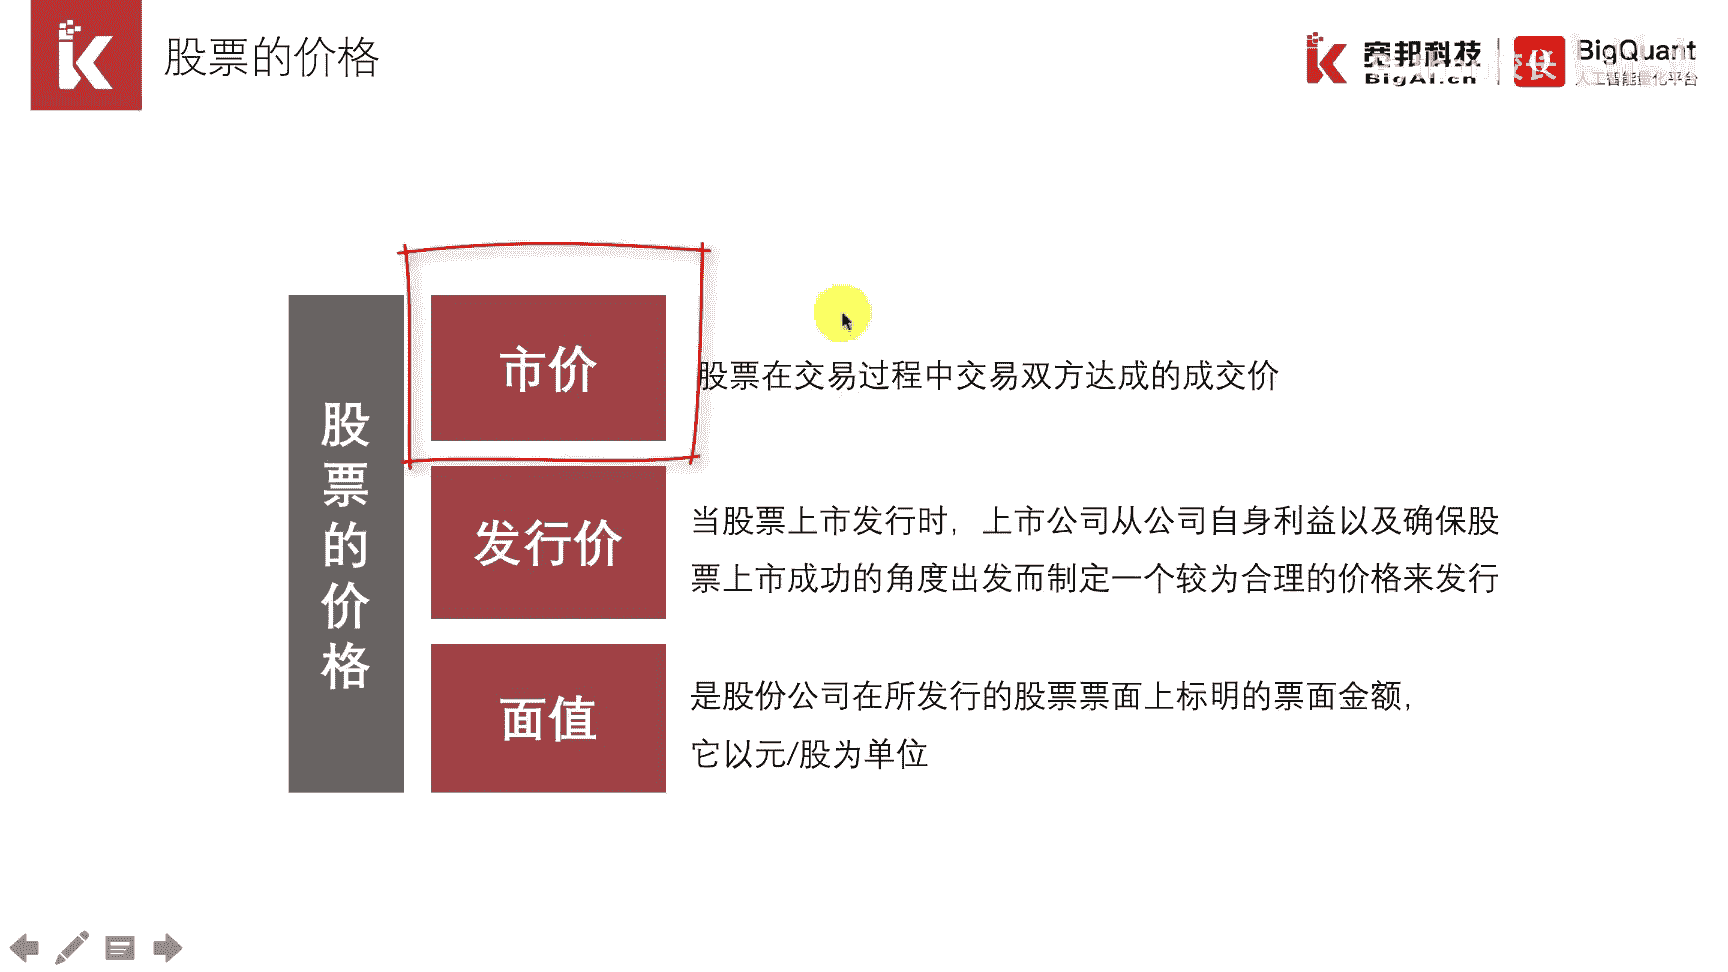 股票的价格
宽邦科技
BigAI.cn
BigQuant
人工智能量化平台
股票的价格
市价
股票在交易过程中交易双方达成的成交价
发行价
当股票上市发行时，上市公司从公司自身利益以及确保股
票上市成功的角度出发而制定一个较为合理的价格来发行
面值
是股份公司在所发行的股票票面上标明的票面金额，
它以元/股为单位